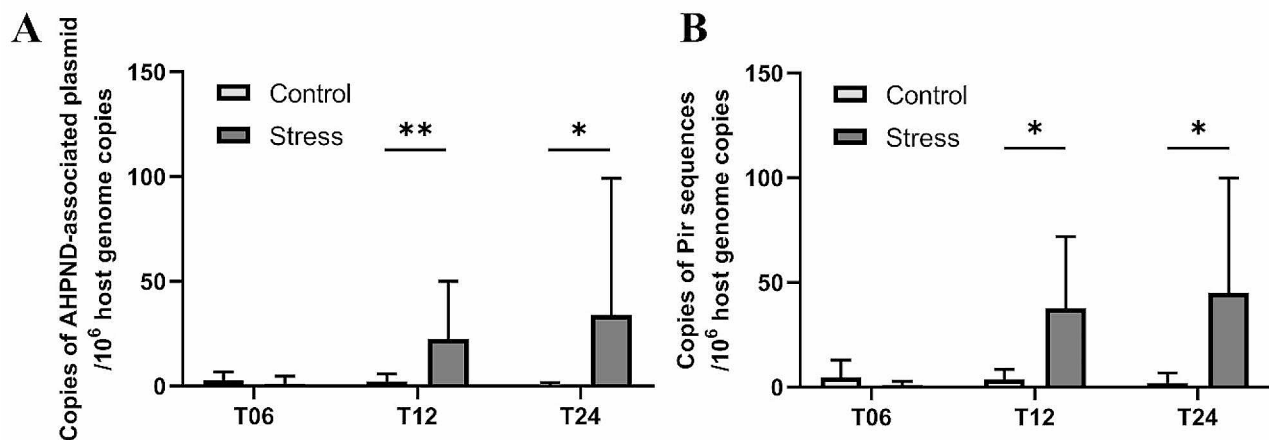 A
Copies of AHPND-associated plasmid
/10⁶ host genome copies
150
100
50
0
Control
Stress
**
*
T06
T12
T24
B
Copies of Pir sequences
/10⁶ host genome copies
150
100
50
0
Control
Stress
*
*
T06
T12
T24